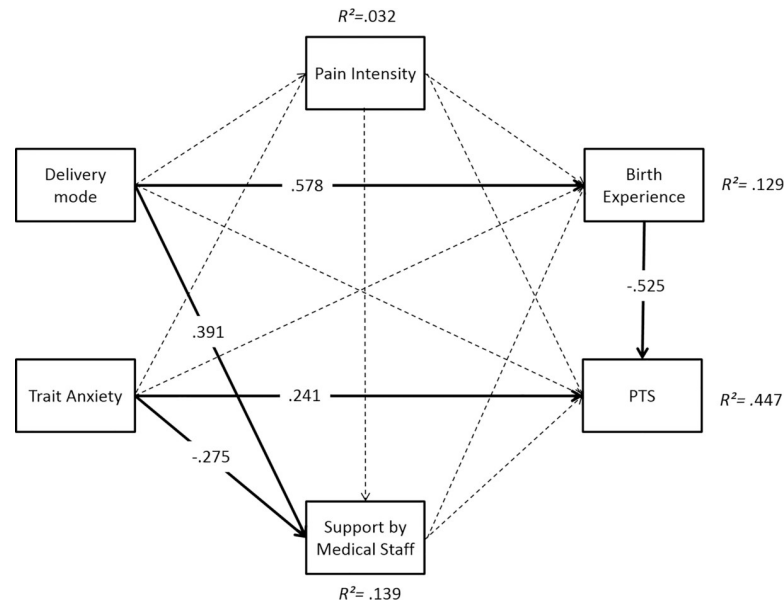 R²=.032
Pain Intensity
Delivery
mode
.578
Birth
Experience
R²= .129
-.525
.391
Trait Anxiety
.241
PTS
R²= .447
-.275
Support by
Medical Staff
R²= .139